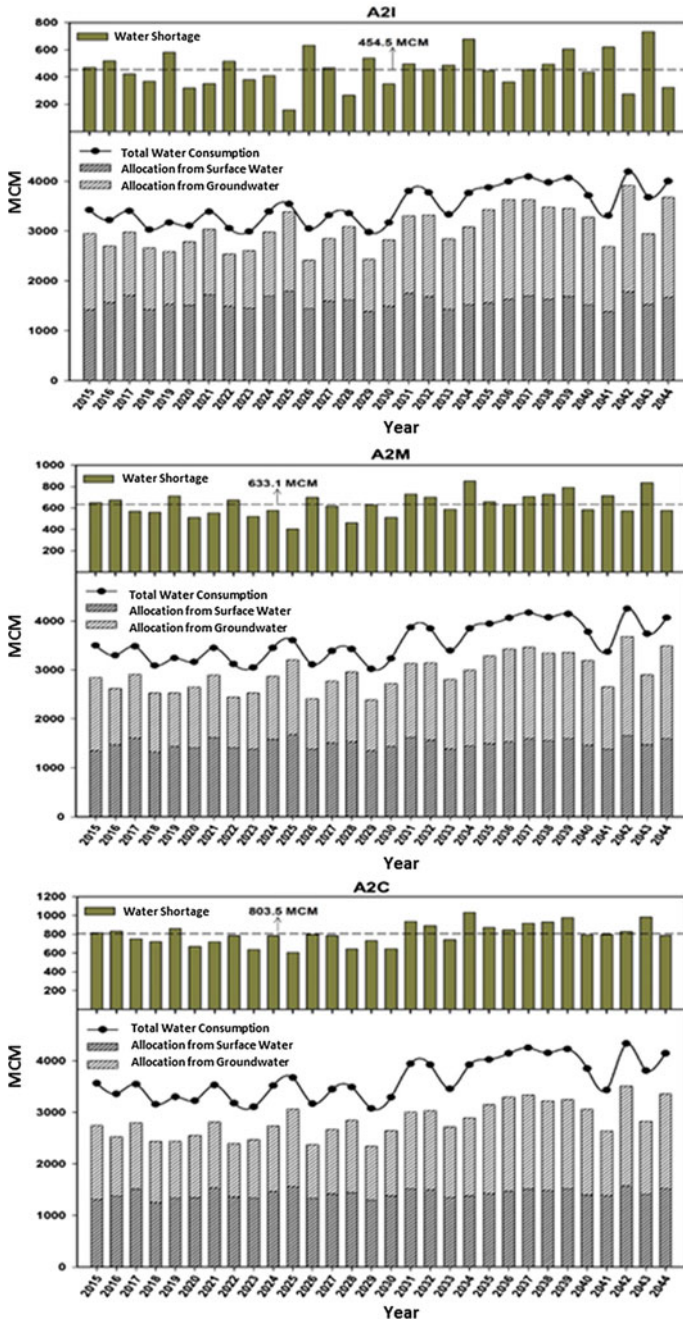 A2I
800
Water Shortage
454.5 MCM
600
400
200
Total Water Consumption
Allocation from Surface Water
Allocation from Groundwater
4000
3000
2000
1000
0
MCM
2015 2016 2017 2018 2019 2020 2021 2022 2023 2024 2025 2026 2027 2028 2029 2030 2031 2032 2033 2034 2035 2036 2037 2038 2039 2040 2041 2042 2043 2044
Year
A2M
1000
Water Shortage
633.1 MCM
800
600
400
200
Total Water Consumption
Allocation from Surface Water
Allocation from Groundwater
4000
3000
2000
1000
0
MCM
2015 2016 2017 2018 2019 2020 2021 2022 2023 2024 2025 2026 2027 2028 2029 2030 2031 2032 2033 2034 2035 2036 2037 2038 2039 2040 2041 2042 2043 2044
Year
A2C
1200
Water Shortage
803.5 MCM
1000
800
600
400
200
Total Water Consumption
Allocation from Surface Water
Allocation from Groundwater
4000
3000
2000
1000
0
MCM
2015 2016 2017 2018 2019 2020 2021 2022 2023 2024 2025 2026 2027 2028 2029 2030 2031 2032 2033 2034 2035 2036 2037 2038 2039 2040 2041 2042 2043 2044
Year